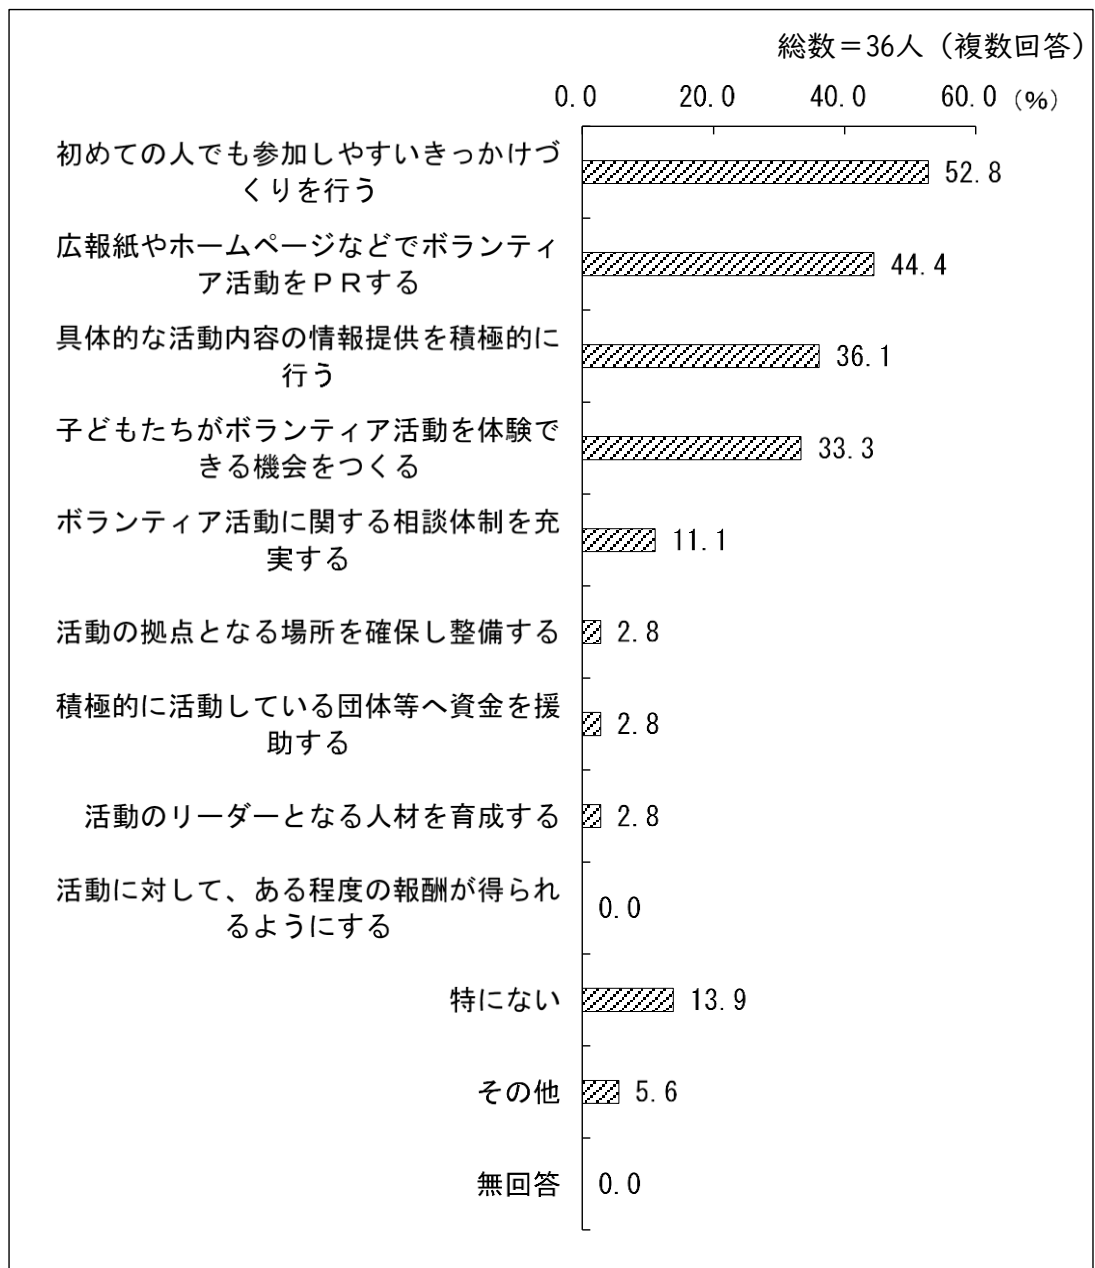 総数＝36人（複数回答）
0.0 20.0 40.0 60.0（%）
初めての人でも参加しやすいきっかけづ
くりを行う
52.8
広報紙やホームページなどでボランティ
ア活動をＰＲする
44.4
具体的な活動内容の情報提供を積極的に
行う
36.1
子どもたちがボランティア活動を体験で
きる機会をつくる
33.3
ボランティア活動に関する相談体制を充
実する
11.1
活動の拠点となる場所を確保し整備する
2.8
積極的に活動している団体等へ資金を援
助する
2.8
活動のリーダーとなる人材を育成する
2.8
活動に対して、ある程度の報酬が得られ
るようにする
0.0
特にない
13.9
その他
5.6
無回答
0.0